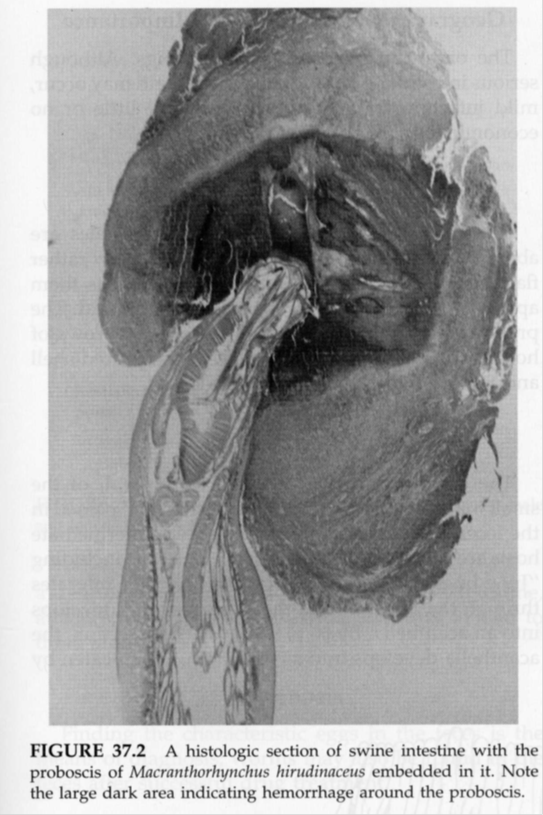 FIGURE 37.2 A histologic section of swine intestine with the
proboscis of Macranthorhynchus hirudinaceus embedded in it. Note
the large dark area indicating hemorrhage around the proboscis.